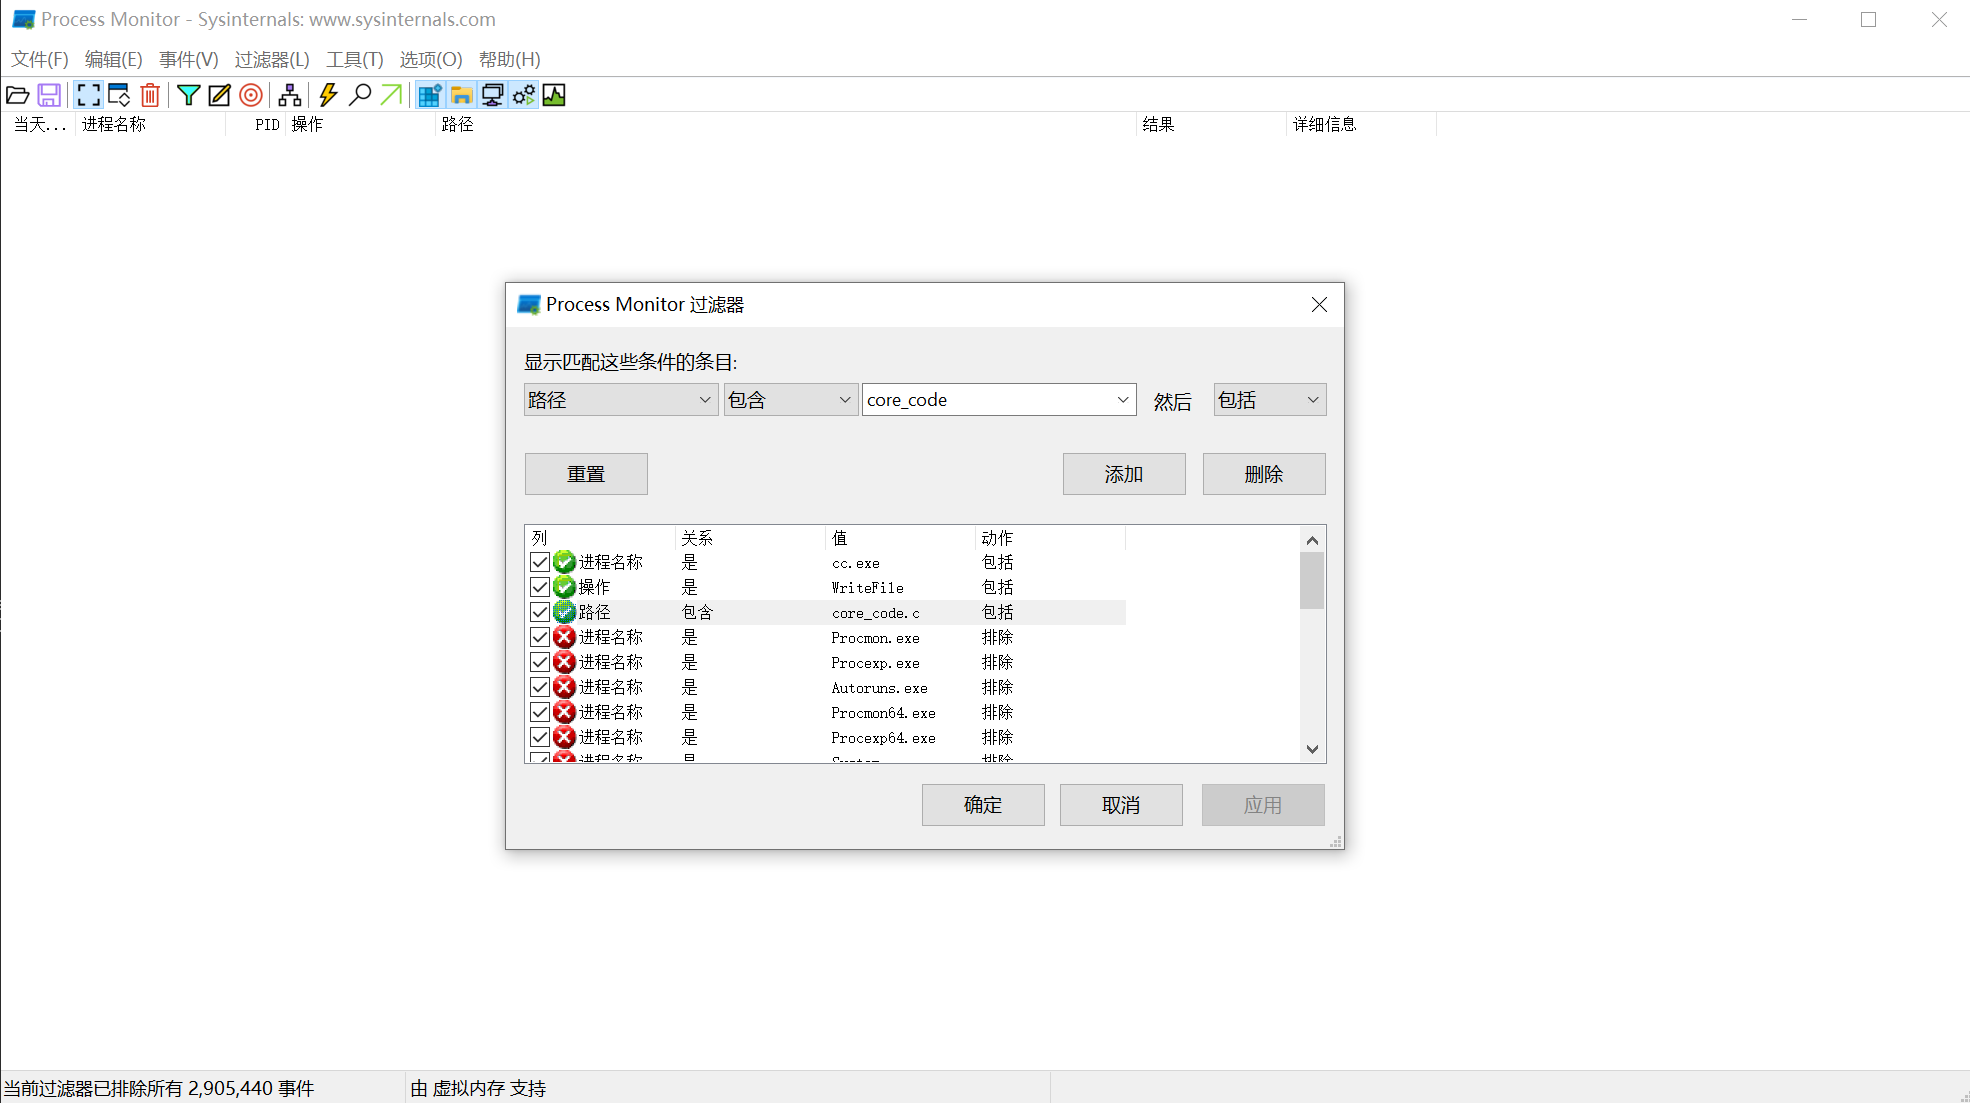 Process Monitor - Sysinternals: www.sysinternals.com
文件(F) 编辑(E) 事件(V) 过滤器(L) 工具(T) 选项(O) 帮助(H)
当天... 进程名称 PID 操作 路径 结果 详细信息
Process Monitor 过滤器
显示匹配这些条件的条目:
路径 包含 core_code 然后 包括
重置 添加 删除
列 关系 值 动作
进程名称 是 cc.exe 包括
操作 是 WriteFile 包括
路径 包含 core_code.c 包括
进程名称 是 Procmon.exe 排除
进程名称 是 Procexp.exe 排除
进程名称 是 Autoruns.exe 排除
进程名称 是 Procmon64.exe 排除
进程名称 是 Procexp64.exe 排除
进程名称 是 System 排除
确定 取消 应用
当前过滤器已排除所有 2,905,440 事件 由 虚拟内存 支持